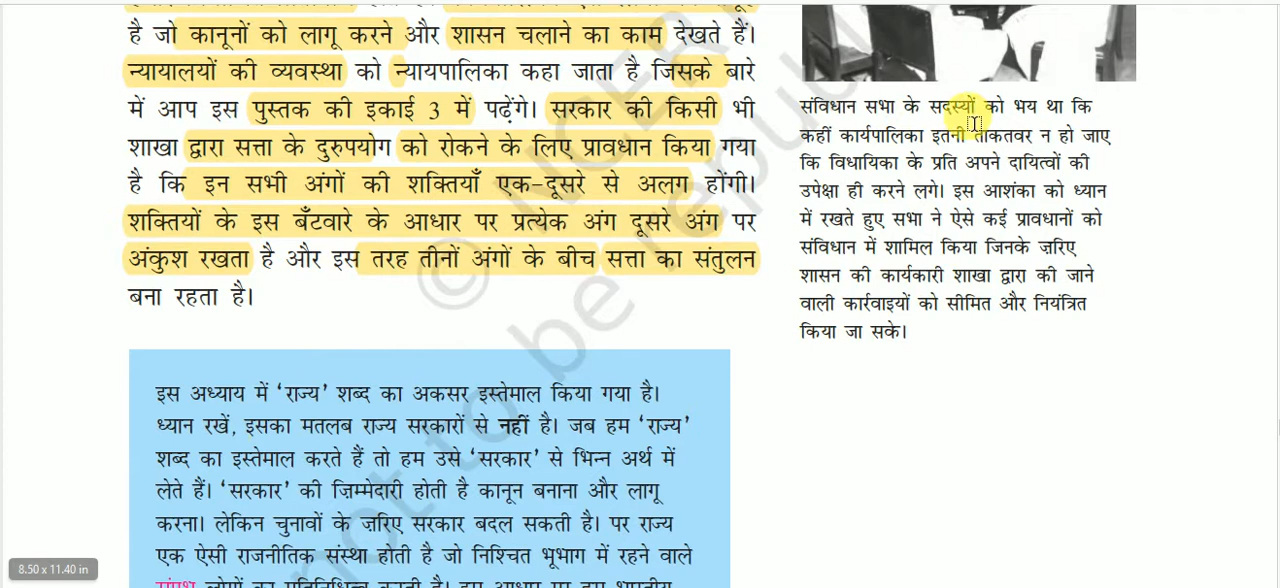 है जो कानूनों को लागू करने और शासन चलाने का काम देखते हैं।
न्यायालयों की व्यवस्था को न्यायपालिका कहा जाता है जिसके बारे
में आप इस पुस्तक की इकाई 3 में पढ़ेंगे। सरकार की किसी भी
शाखा द्वारा सत्ता के दुरुपयोग को रोकने के लिए प्रावधान किया गया
है कि इन सभी अंगों की शक्तियाँ एक-दूसरे से अलग होंगी।
शक्तियों के इस बँटवारे के आधार पर प्रत्येक अंग दूसरे अंग पर
अंकुश रखता है और इस तरह तीनों अंगों के बीच सत्ता का संतुलन
बना रहता है।
संविधान सभा के सदस्यों को भय था कि
कहीं कार्यपालिका इतनी ताकतवर न हो जाए
कि विधायिका के प्रति अपने दायित्वों की
उपेक्षा ही करने लगे। इस आशंका को ध्यान
में रखते हुए सभा ने ऐसे कई प्रावधानों को
संविधान में शामिल किया जिनके ज़रिए
शासन की कार्यकारी शाखा द्वारा की जाने
वाली कार्रवाइयों को सीमित और नियंत्रित
किया जा सके।
इस अध्याय में ‘राज्य’ शब्द का अकसर इस्तेमाल किया गया है।
ध्यान रखें, इसका मतलब राज्य सरकारों से नहीं है। जब हम ‘राज्य’
शब्द का इस्तेमाल करते हैं तो हम उसे ‘सरकार’ से भिन्न अर्थ में
लेते हैं। ‘सरकार’ की ज़िम्मेदारी होती है कानून बनाना और लागू
करना। लेकिन चुनावों के ज़रिए सरकार बदल सकती है। पर राज्य
एक ऐसी राजनीतिक संस्था होती है जो निश्चित भूभाग में रहने वाले
© NCERT
not to be republ
8.50 x 11.40 in